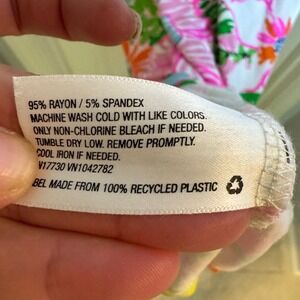 95% RAYON / 5% SPANDEX
MACHINE WASH COLD WITH LIKE COLORS.
ONLY NON-CHLORINE BLEACH IF NEEDED.
TUMBLE DRY LOW. REMOVE PROMPTLY.
COOL IRON IF NEEDED.
V17730 VN1042782
BEL MADE FROM 100% RECYCLED PLASTIC